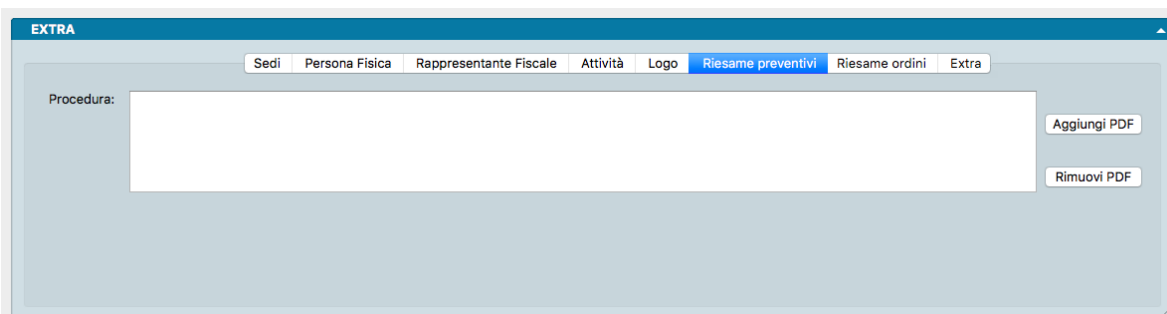 EXTRA
Sedi Persona Fisica Rappresentante Fiscale Attività Logo Riesame preventivi Riesame ordini Extra
Procedura:
Aggiungi PDF
Rimuovi PDF